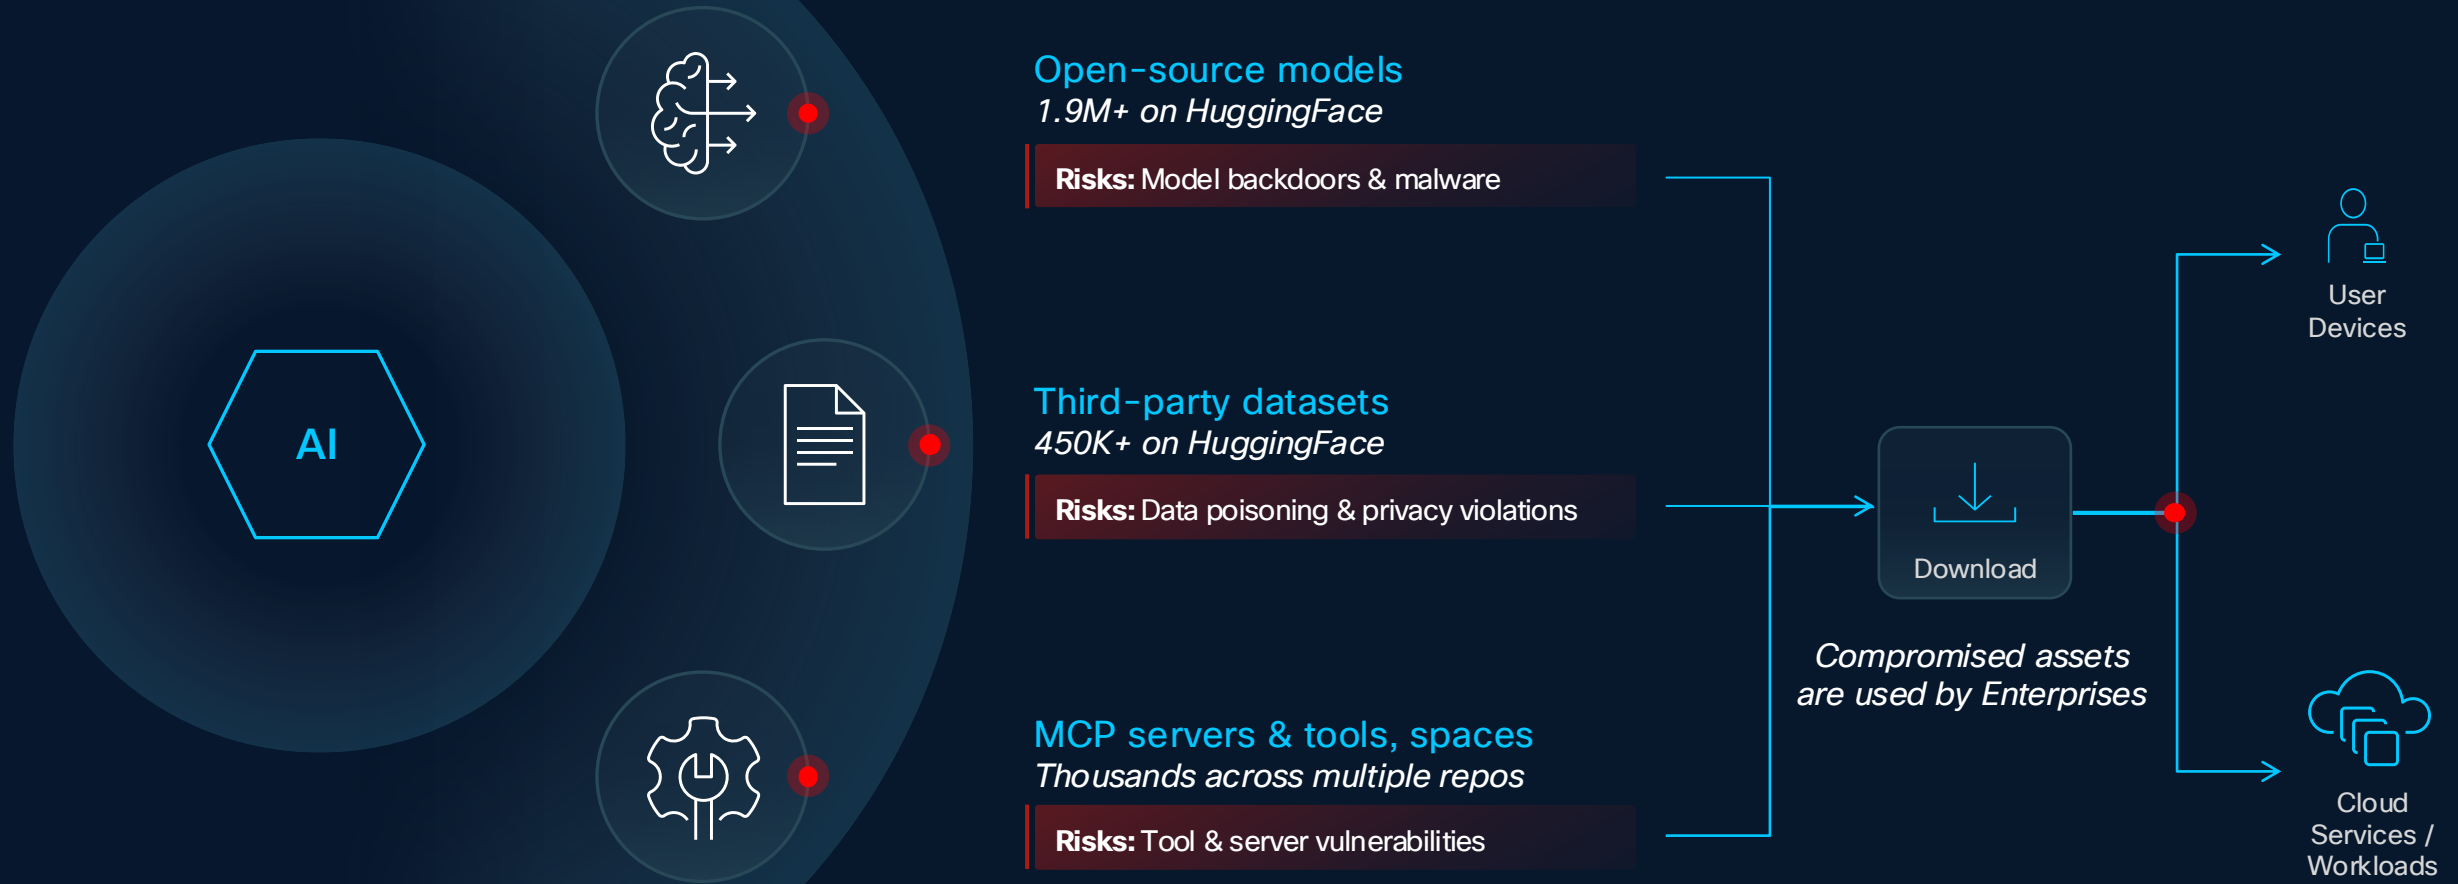 AI
Open-source models
1.9M+ on HuggingFace
Risks: Model backdoors & malware
Third-party datasets
450K+ on HuggingFace
Risks: Data poisoning & privacy violations
MCP servers & tools, spaces
Thousands across multiple repos
Risks: Tool & server vulnerabilities
Download
Compromised assets
are used by Enterprises
User
Devices
Cloud
Services /
Workloads